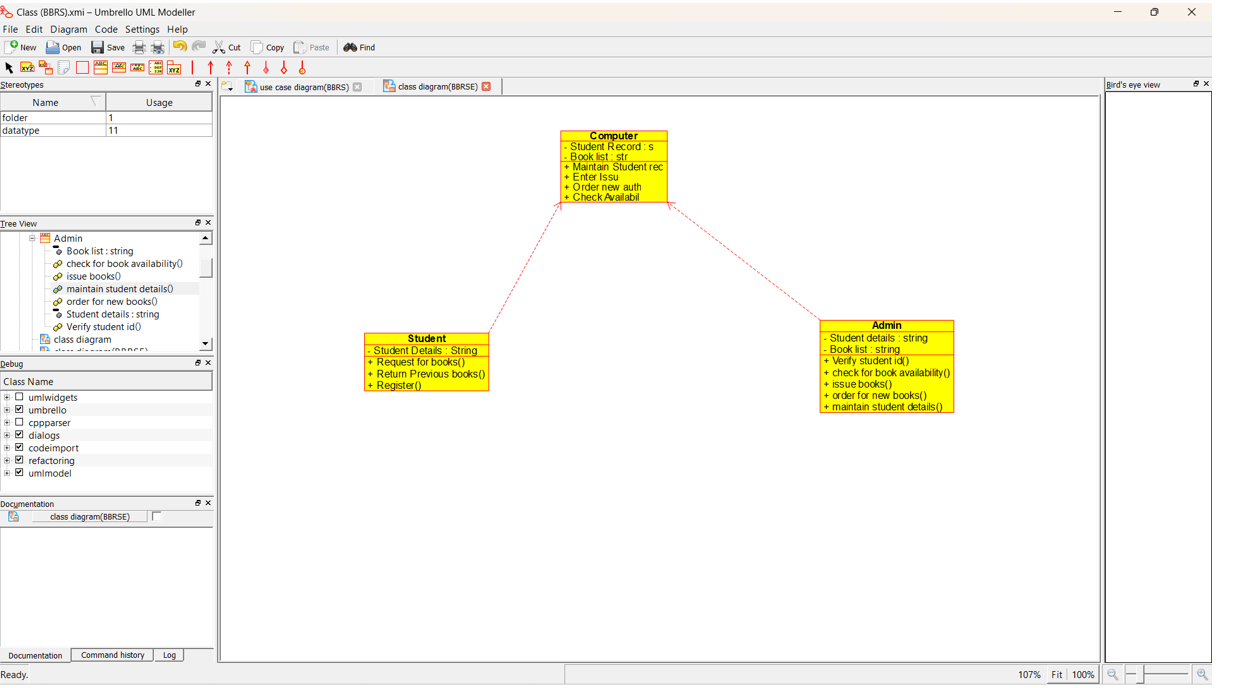 Class (BBRS).xmi – Umbrello UML Modeller
File Edit Diagram Code Settings Help
New Open Save Cut Copy Paste Find
Stereotypes
Name Usage
folder 1
datatype 11
Tree View
Admin
Book list : string
check for book availability()
issue books()
maintain student details()
order for new books()
Student details : string
Verify student id()
class diagram
class diagram(BBRSE)
Debug
Class Name
umlwidgets
umbrello
cppparser
dialogs
codeimport
refactoring
umlmodel
Documentation
class diagram(BBRSE)
Documentation Command history Log
Ready.
use case diagram(BBRS) class diagram(BBRSE)
Computer
- Student Record : s
- Book list : str
+ Maintain Student rec
+ Enter Issu
+ Order new auth
+ Check Availabil
Student
- Student Details : String
+ Request for books()
+ Return Previous books()
+ Register()
Admin
- Student details : string
- Book list : string
+ Verify student id()
+ check for book availability()
+ issue books()
+ order for new books()
+ maintain student details()
Bird's eye view
107% Fit 100%